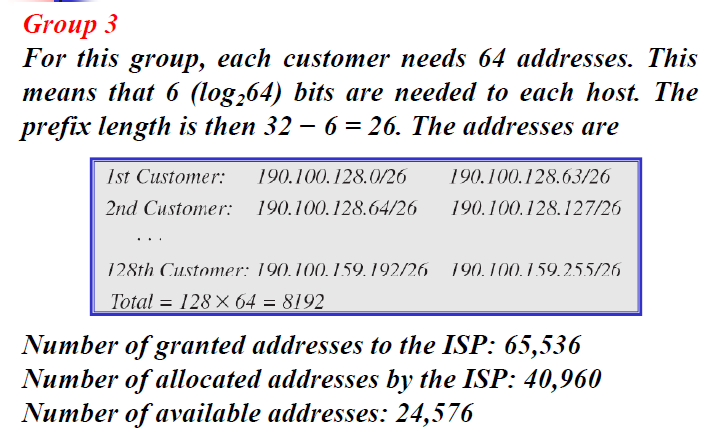 Group 3
For this group, each customer needs 64 addresses. This
means that 6 (log₂64) bits are needed to each host. The
prefix length is then 32 − 6 = 26. The addresses are
1st Customer: 190.100.128.0/26 190.100.128.63/26
2nd Customer: 190.100.128.64/26 190.100.128.127/26
. . .
128th Customer: 190.100.159.192/26 190.100.159.255/26
Total = 128 × 64 = 8192
Number of granted addresses to the ISP: 65,536
Number of allocated addresses by the ISP: 40,960
Number of available addresses: 24,576